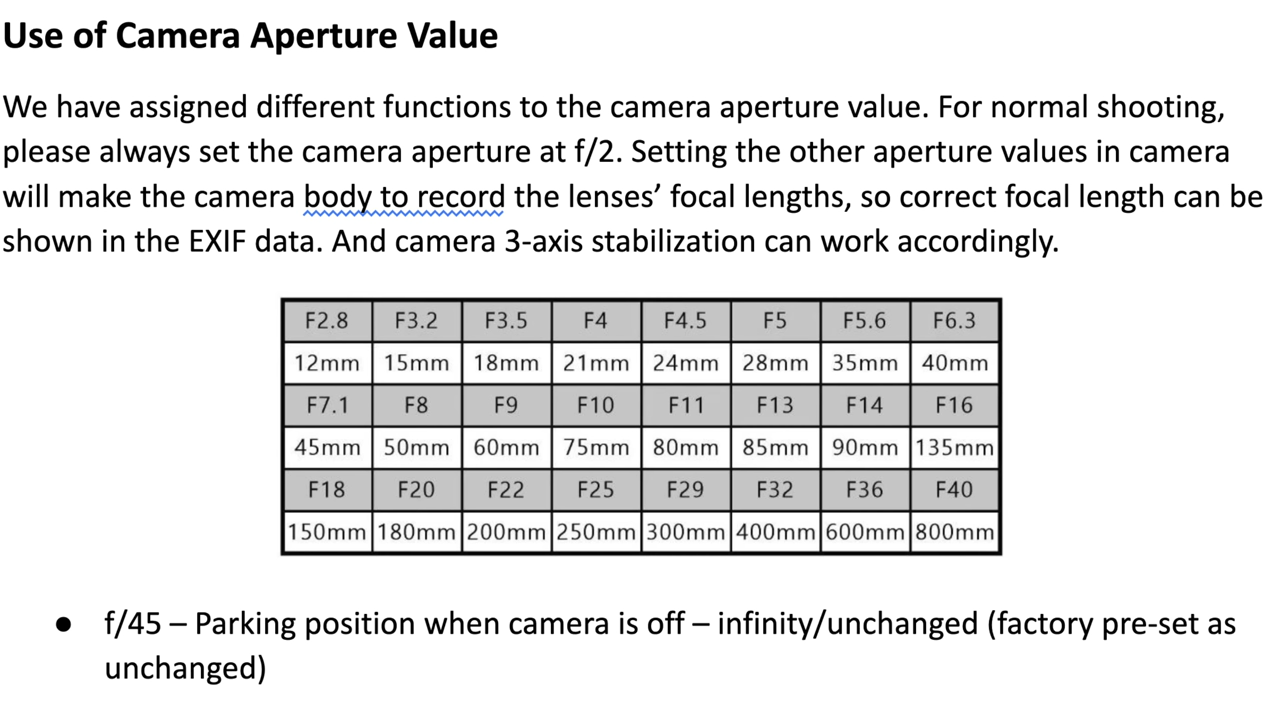 Use of Camera Aperture Value
We have assigned different functions to the camera aperture value. For normal shooting,
please always set the camera aperture at f/2. Setting the other aperture values in camera
will make the camera body to record the lenses’ focal lengths, so correct focal length can be
shown in the EXIF data. And camera 3-axis stabilization can work accordingly.
F2.8 F3.2 F3.5 F4 F4.5 F5 F5.6 F6.3
12mm 15mm 18mm 21mm 24mm 28mm 35mm 40mm
F7.1 F8 F9 F10 F11 F13 F14 F16
45mm 50mm 60mm 75mm 80mm 85mm 90mm 135mm
F18 F20 F22 F25 F29 F32 F36 F40
150mm 180mm 200mm 250mm 300mm 400mm 600mm 800mm
● f/45 – Parking position when camera is off – infinity/unchanged (factory pre-set as
unchanged)